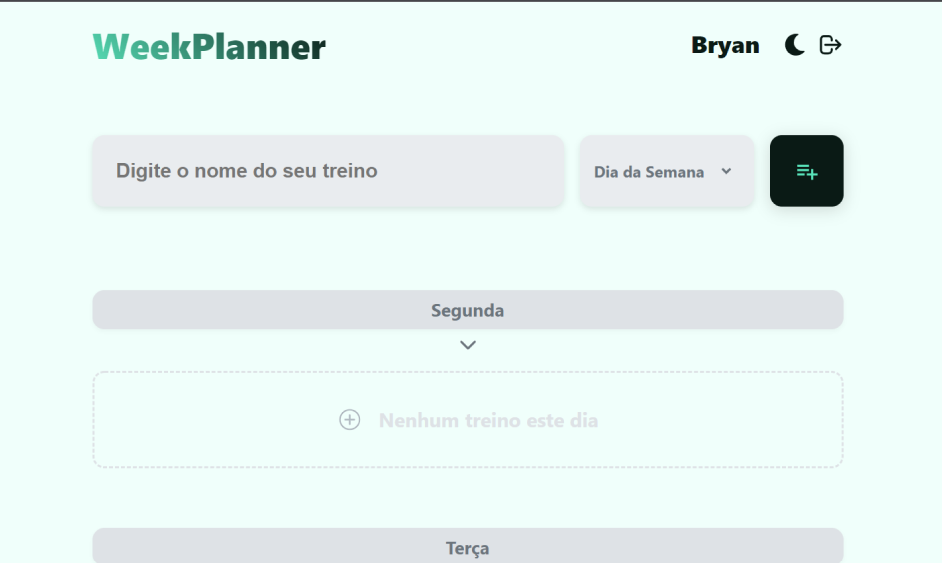 WeekPlanner
Bryan
Digite o nome do seu treino
Dia da Semana
Segunda
Nenhum treino este dia
Terça